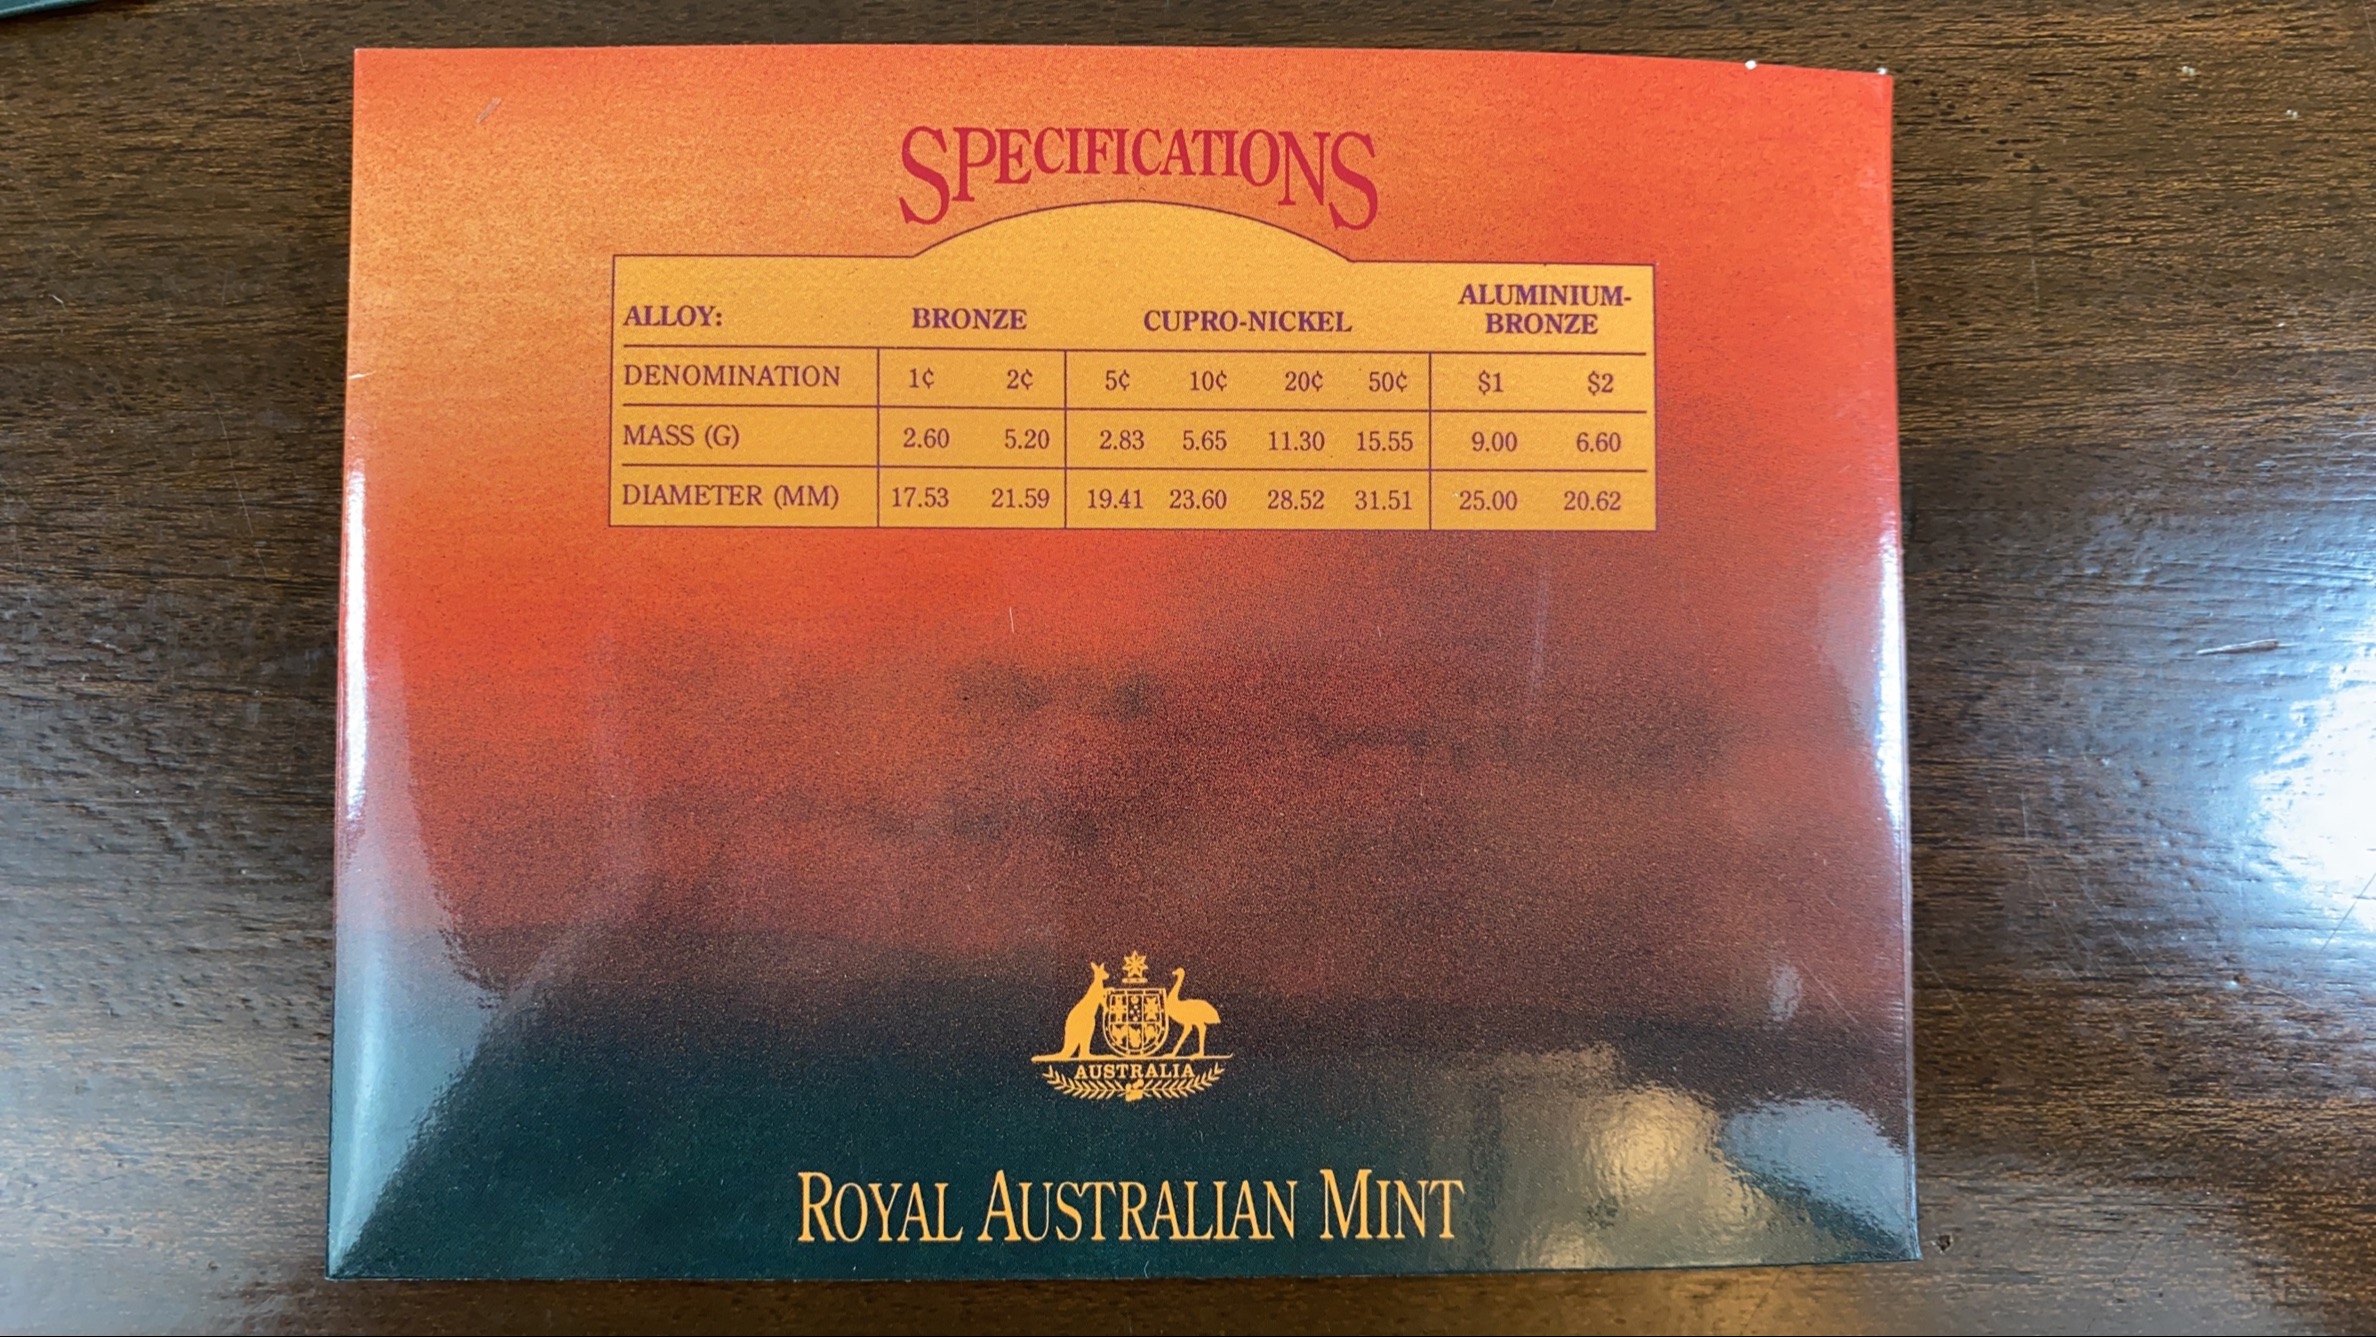 SPECIFICATIONS
ALLOY: BRONZE CUPRO-NICKEL ALUMINIUM-
BRONZE
DENOMINATION 1¢ 2¢ 5¢ 10¢ 20¢ 50¢ $1 $2
MASS (G) 2.60 5.20 2.83 5.65 11.30 15.55 9.00 6.60
DIAMETER (MM) 17.53 21.59 19.41 23.60 28.52 31.51 25.00 20.62
AUSTRALIA
ROYAL AUSTRALIAN MINT